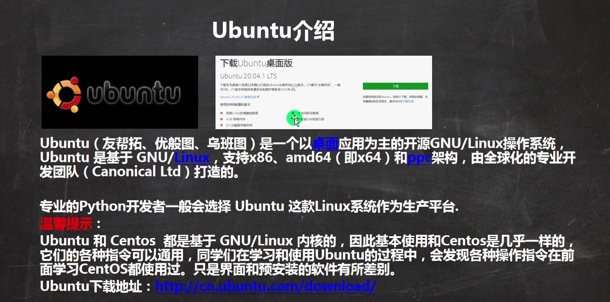 Ubuntu介绍
ubuntu
下载Ubuntu桌面版
Ubuntu 20.04.1 LTS
下载
Ubuntu（友帮拓、优般图、乌班图）是一个以桌面应用为主的开源GNU/Linux操作系统，
Ubuntu 是基于 GNU/Linux，支持x86、amd64（即x64）和ppc架构，由全球化的专业开
发团队（Canonical Ltd）打造的。
专业的Python开发者一般会选择 Ubuntu 这款Linux系统作为生产平台.
温馨提示：
Ubuntu 和 Centos  都是基于 GNU/Linux 内核的，因此基本使用和Centos是几乎一样的，
它们的各种指令可以通用，同学们在学习和使用Ubuntu的过程中，会发现各种操作指令在前
面学习CentOS都使用过。只是界面和预安装的软件有所差别。
Ubuntu下载地址：http://cn.ubuntu.com/download/